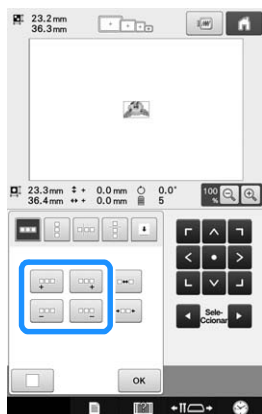 23.2 mm
36.3 mm
23.3 mm + 0.0 mm 0.0° 100 %
36.4 mm + 0.0 mm 5
Sele-
Ccionar
OK